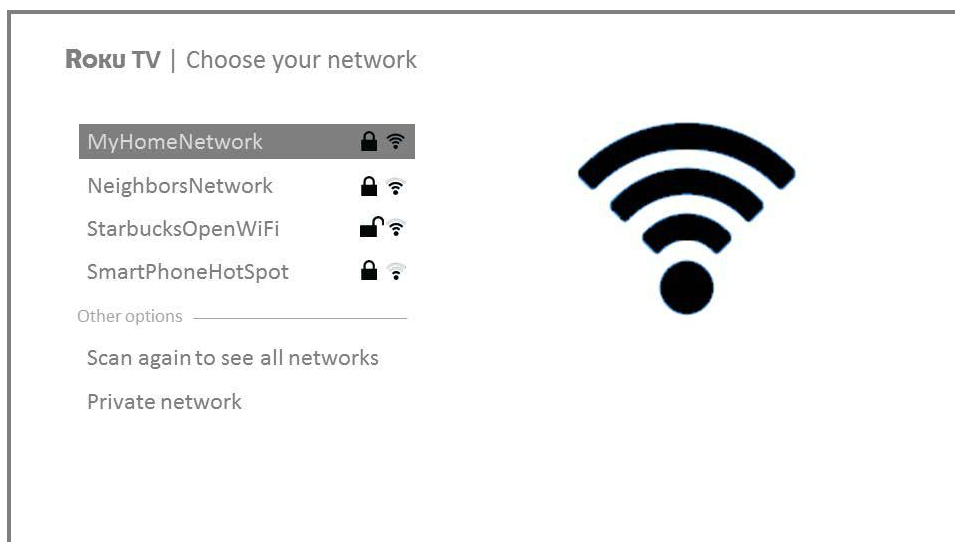 Roku TV | Choose your network
MyHomeNetwork
NeighborsNetwork
StarbucksOpenWiFi
SmartPhoneHotSpot
Other options
Scan again to see all networks
Private network